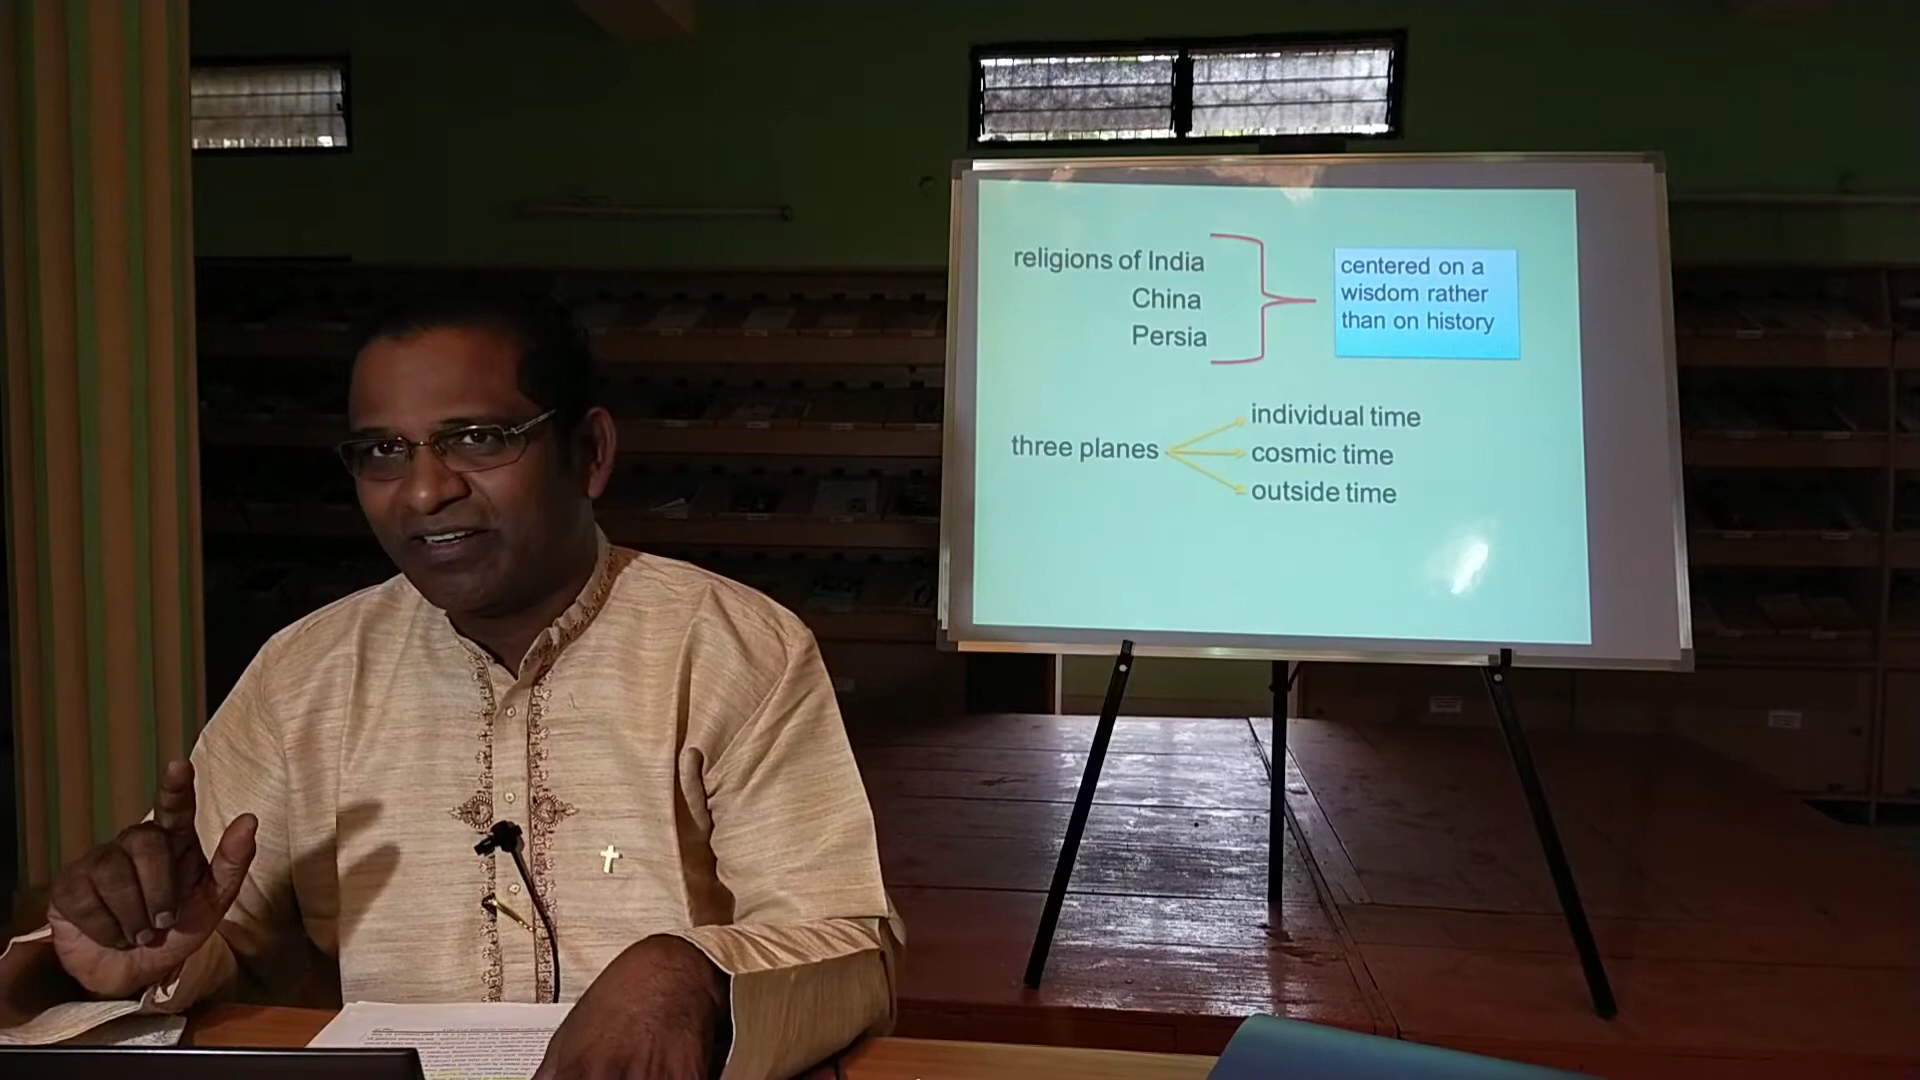 religions of India
China
Persia
centered on a
wisdom rather
than on history
three planes
individual time
cosmic time
outside time